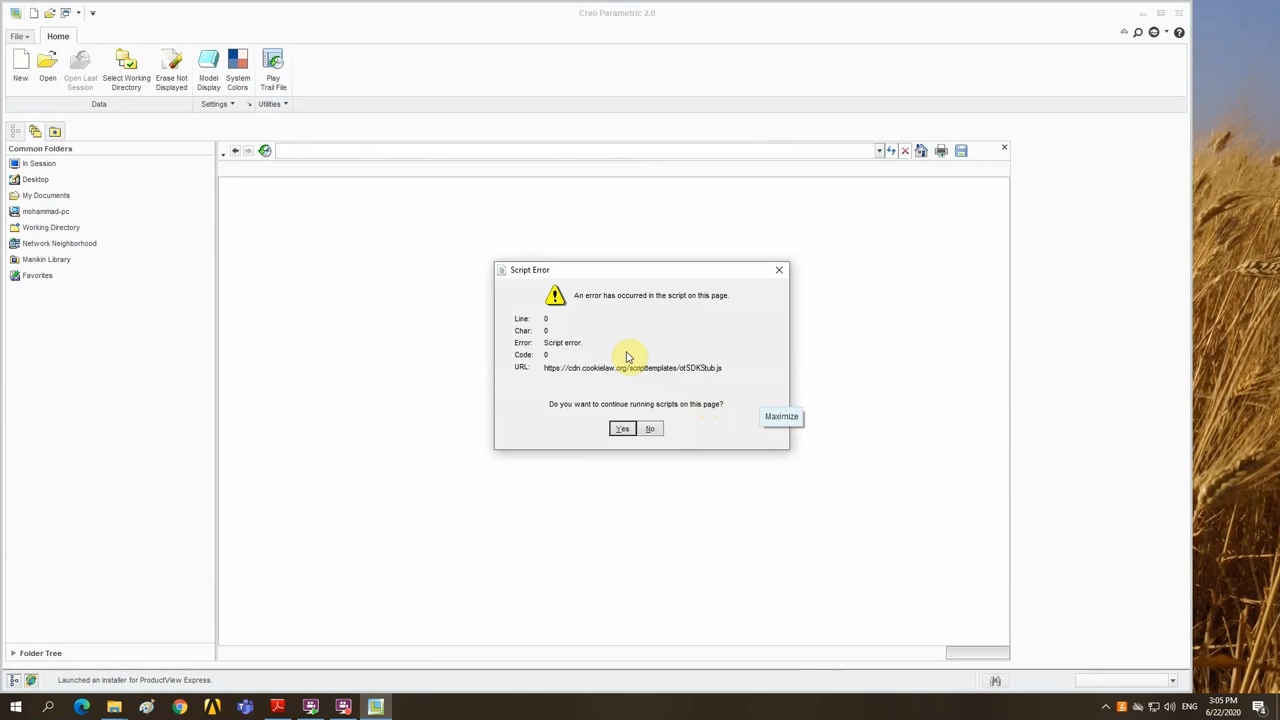 Creo Parametric 2.0
File
Home
New
Open
Open Last Session
Select Working Directory
Erase Not Displayed
Model Display
System Colors
Play Trail File
Data
Settings
Utilities
Common Folders
In Session
Desktop
My Documents
mohammad-pc
Working Directory
Network Neighborhood
Manikin Library
Favorites
Script Error
An error has occurred in the script on this page.
Line: 0
Char: 0
Error: Script error.
Code: 0
URL: https://cdn.cookielaw.org/scripttemplates/otSDKStub.js
Do you want to continue running scripts on this page?
Maximize
Yes No
Folder Tree
Launched an installer for ProductView Express.
ENG
3:05 PM
6/22/2020
4